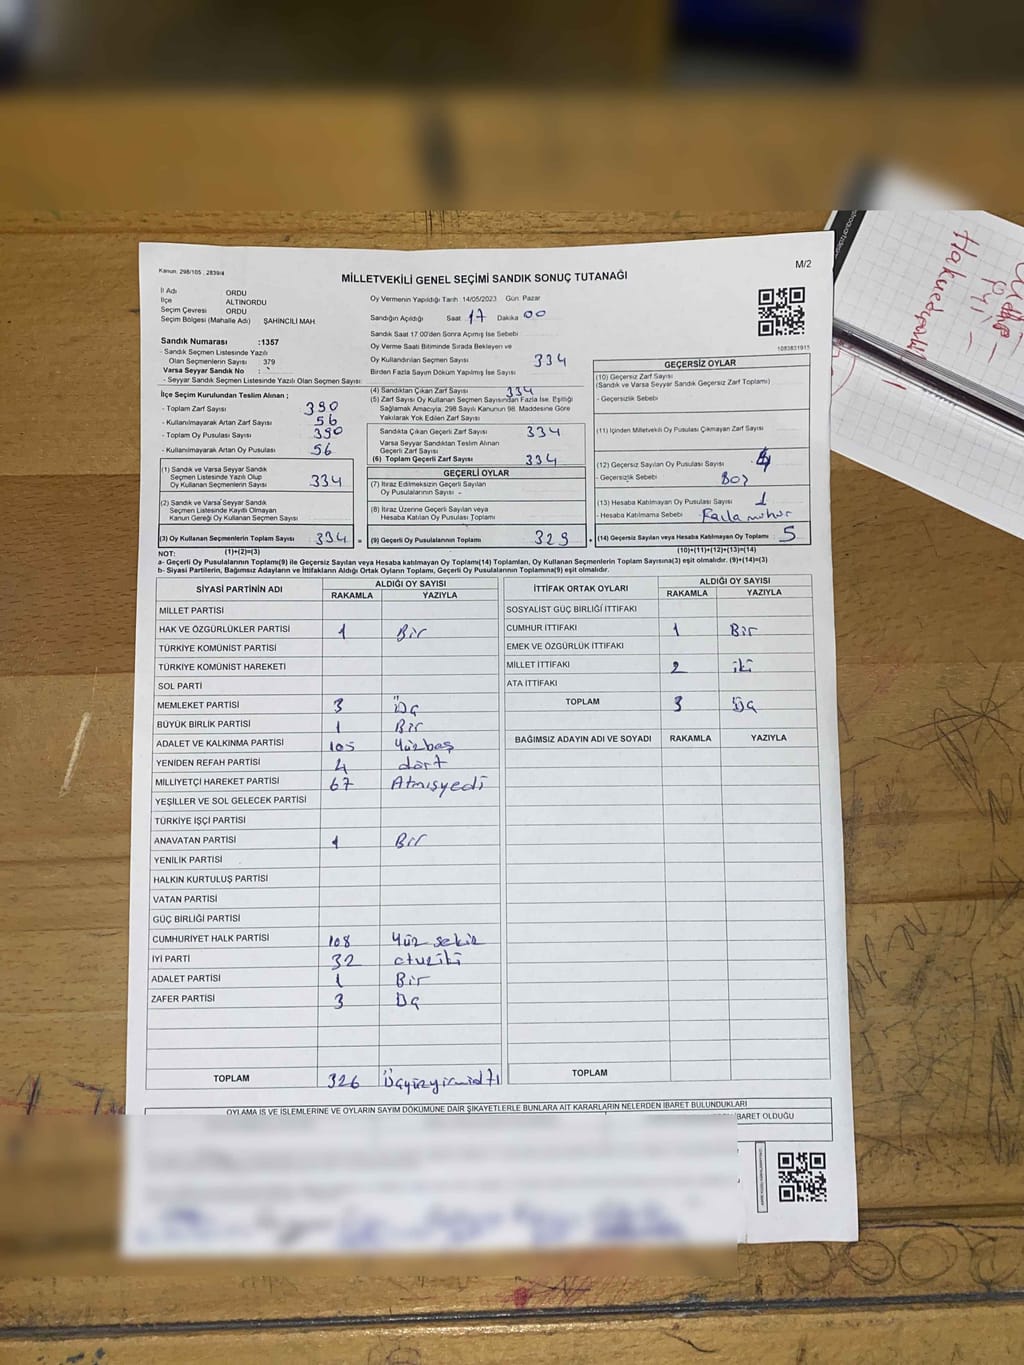 Kanun: 298/105 , 2839/4
M/2
MİLLETVEKİLİ GENEL SEÇİMİ SANDIK SONUÇ TUTANAĞI
İl Adı ORDU
İlçe ALTINORDU
Seçim Çevresi ORDU
Seçim Bölgesi (Mahalle Adı) ŞAHİNCİLİ MAH.
Sandık Numarası :1357
- Sandık Seçmen Listesinde Yazılı
Olan Seçmenlerin Sayısı : 379
Varsa Seyyar Sandık No :
- Seyyar Sandık Seçmen Listesinde Yazılı Olan Seçmen Sayısı:
İlçe Seçim Kurulundan Teslim Alınan ;
- Toplam Zarf Sayısı 390
- Kullanılmayarak Artan Zarf Sayısı 56
- Toplam Oy Pusulası Sayısı 390
- Kullanılmayarak Artan Oy Pusulası 56
(1) Sandık ve Varsa Seyyar Sandık
Seçmen Listesinde Yazılı Olup
Oy Kullanan Seçmen Sayısı 334
(2) Sandık ve Varsa Seyyar Sandık
Seçmen Listesinde Kayıtlı Olmayan
Kanun Gereği Oy Kullanan Seçmen Sayısı
(3) Oy Kullanan Seçmenlerin Toplam Sayısı 334 =
Oy Vermenin Yapıldığı Tarih :14/05/2023 Gün: Pazar
Sandığın Açıldığı Saat 17 Dakika 00
Sandık Saat 17:00'den Sonra Açımış İse Sebebi
Oy Verme Saati Bitiminde Sırada Bekleyen ve
Oy Kullandırılan Seçmen Sayısı 334
Birden Fazla Sayım Döküm Yapılmış İse Sayısı
(4) Sandıktan Çıkan Zarf Sayısı 334
(5) Zarf Sayısı Oy Kullanan Seçmen Sayısından Fazla İse, Eşitliği
Sağlamak Amacıyla, 298 Sayılı Kanunun 98. Maddesine Göre
Yakılarak Yok Edilen Zarf Sayısı
Sandıkta Çıkan Geçerli Zarf Sayısı 334
Varsa Seyyar Sandıktan Teslim Alınan
Geçerli Zarf Sayısı
(6) Toplam Geçerli Zarf Sayısı 334
GEÇERLİ OYLAR
(7) İtiraz Edilmeksizin Geçerli Sayılan
Oy Pusulalarının Sayısı -
(8) İtiraz Üzerine Geçerli Sayılan veya
Hesaba Katılan Oy Pusulası Toplamı
(9) Geçerli Oy Pusulalarının Toplamı 329 +
1083831915
GEÇERSİZ OYLAR
(10) Geçersiz Zarf Sayısı
(Sandık ve Varsa Seyyar Sandık Geçersiz Zarf Toplamı)
- Geçersizlik Sebebi
(11) İçinden Milletvekili Oy Pusulası Çıkmayan Zarf Sayısı
(12) Geçersiz Sayılan Oy Pusulası Sayısı 4
- Geçersizlik Sebebi Boş
(13) Hesaba Katılmayan Oy Pusulası Sayısı 1
- Hesaba Katılmama Sebebi Fazla mühür
(14) Geçersiz Sayılan veya Hesaba Katılmayan Oy Toplamı 5
NOT: (1)+(2)=(3) (10)+(11)+(12)+(13)=(14)
a- Geçerli Oy Pusulalarının Toplamı(9) ile Geçersiz Sayılan veya Hesaba katılmayan Oy Toplamı(14) Toplamları, Oy Kullanan Seçmenlerin Toplam Sayısına(3) eşit olmalıdır. (9)+(14)=(3)
b- Siyasi Partilerin, Bağımsız Adayların ve İttifakların Aldığı Ortak Oyların Toplamı, Geçerli Oy Pusulalarının Toplamına(9) eşit olmalıdır.
SİYASİ PARTİNİN ADI ALDIĞI OY SAYISI
RAKAMLA YAZIYLA
MİLLET PARTİSİ
HAK VE ÖZGÜRLÜKLER PARTİSİ 1 Bir
TÜRKİYE KOMÜNİST PARTİSİ
TÜRKİYE KOMÜNİST HAREKETİ
SOL PARTİ
MEMLEKET PARTİSİ 3 Üç
BÜYÜK BİRLİK PARTİSİ 1 Bir
ADALET VE KALKINMA PARTİSİ 105 Yüzbeş
YENİDEN REFAH PARTİSİ 4 dört
MİLLİYETÇİ HAREKET PARTİSİ 67 Atmışyedi
YEŞİLLER VE SOL GELECEK PARTİSİ
TÜRKİYE İŞÇİ PARTİSİ
ANAVATAN PARTİSİ 1 Bir
YENİLİK PARTİSİ
HALKIN KURTULUŞ PARTİSİ
VATAN PARTİSİ
GÜÇ BİRLİĞİ PARTİSİ
CUMHURİYET HALK PARTİSİ 108 Yüz sekiz
İYİ PARTİ 32 otuziki
ADALET PARTİSİ 1 Bir
ZAFER PARTİSİ 3 Üç
TOPLAM 326 Üçyüzyirmialtı
İTTİFAK ORTAK OYLARI ALDIĞI OY SAYISI
RAKAMLA YAZIYLA
SOSYALİST GÜÇ BİRLİĞİ İTTİFAKI
CUMHUR İTTİFAKI 1 Bir
EMEK VE ÖZGÜRLÜK İTTİFAKI
MİLLET İTTİFAKI 2 iki
ATA İTTİFAKI
TOPLAM 3 Üç
BAĞIMSIZ ADAYIN ADI VE SOYADI RAKAMLA YAZIYLA
TOPLAM
OYLAMA İŞ VE İŞLEMLERİNE VE OYLARIN SAYIM DÖKÜMÜNE DAİR ŞİKAYETLERLE BUNLARA AİT KARARLARIN NELERDEN İBARET BULUNDUKLARI
İBARET OLDUĞU